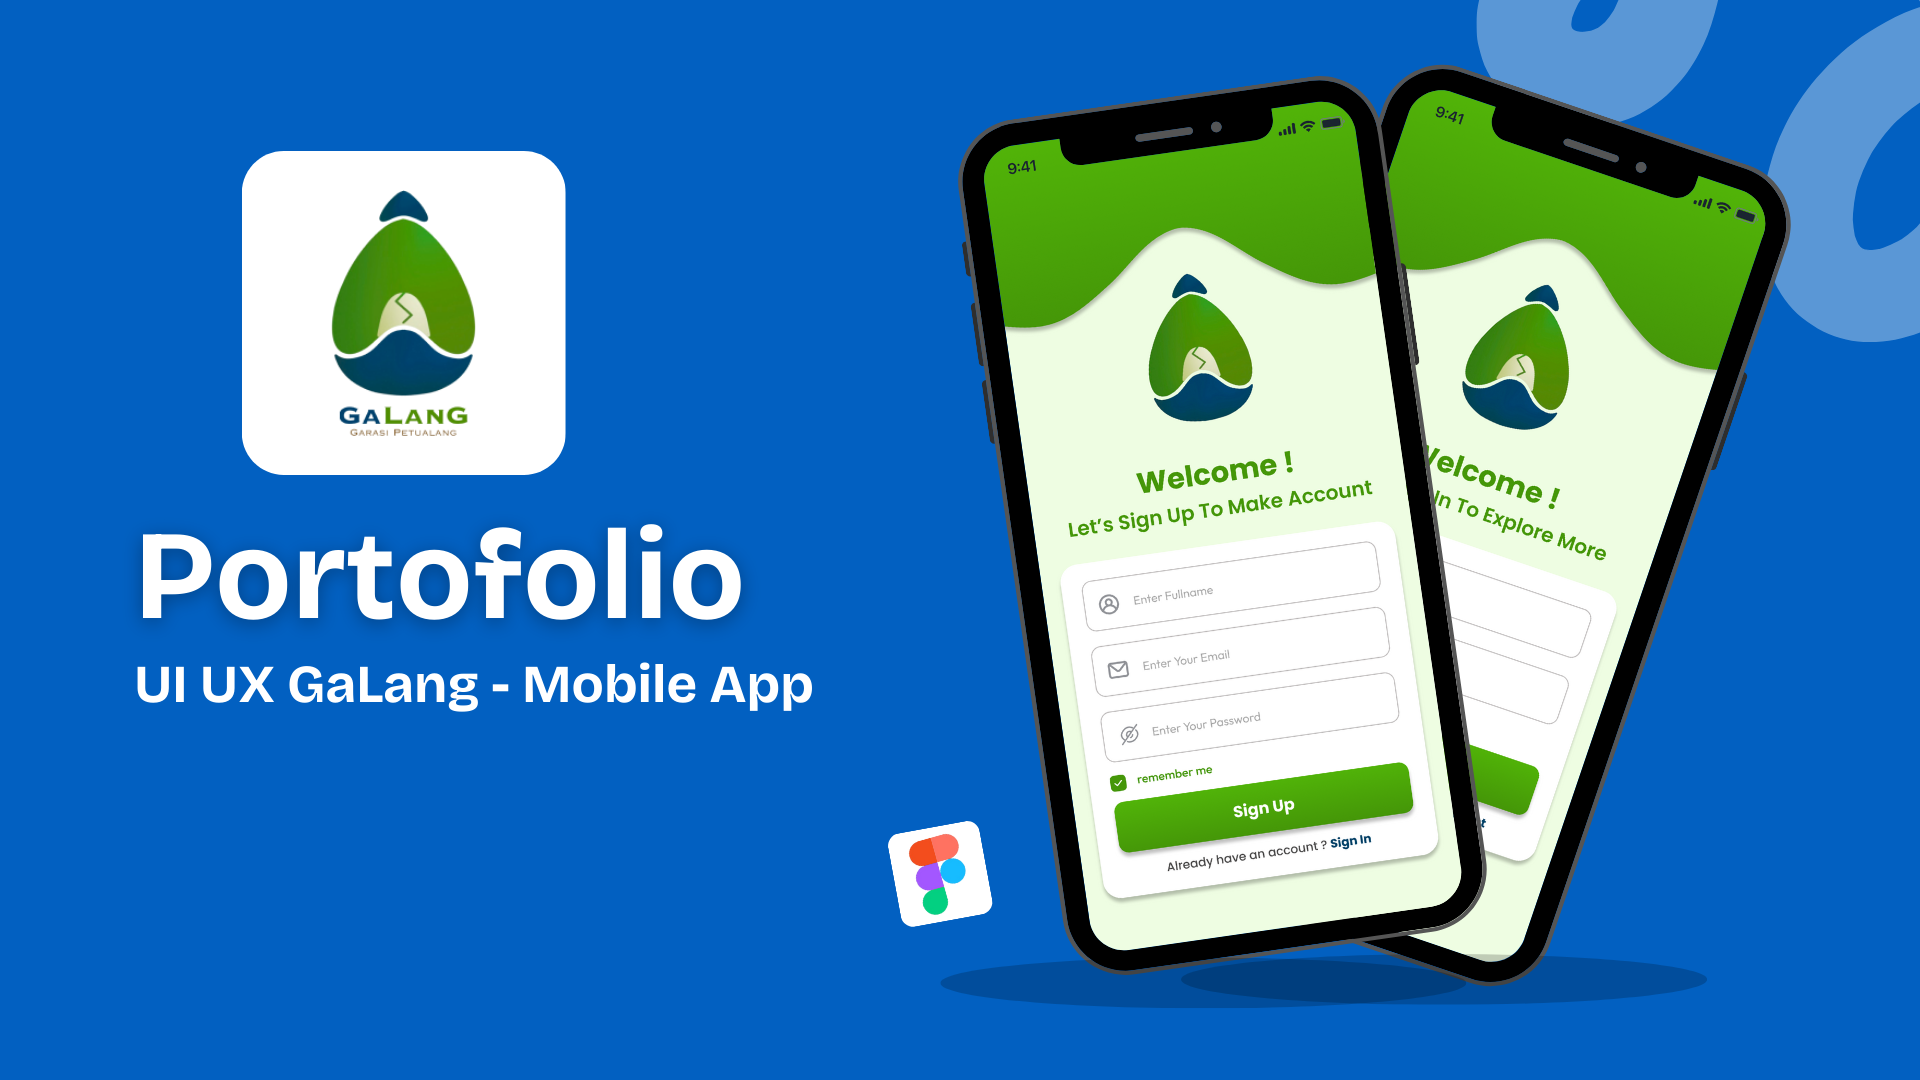 GALANG
GARASI PETUALANG
Portofolio
UI UX GaLang - Mobile App
9:41
Welcome !
Let’s Sign Up To Make Account
Enter Fullname
Enter Your Email
Enter Your Password
remember me
Sign Up
Already have an account ? Sign In
9:41
Welcome !
In To Explore More